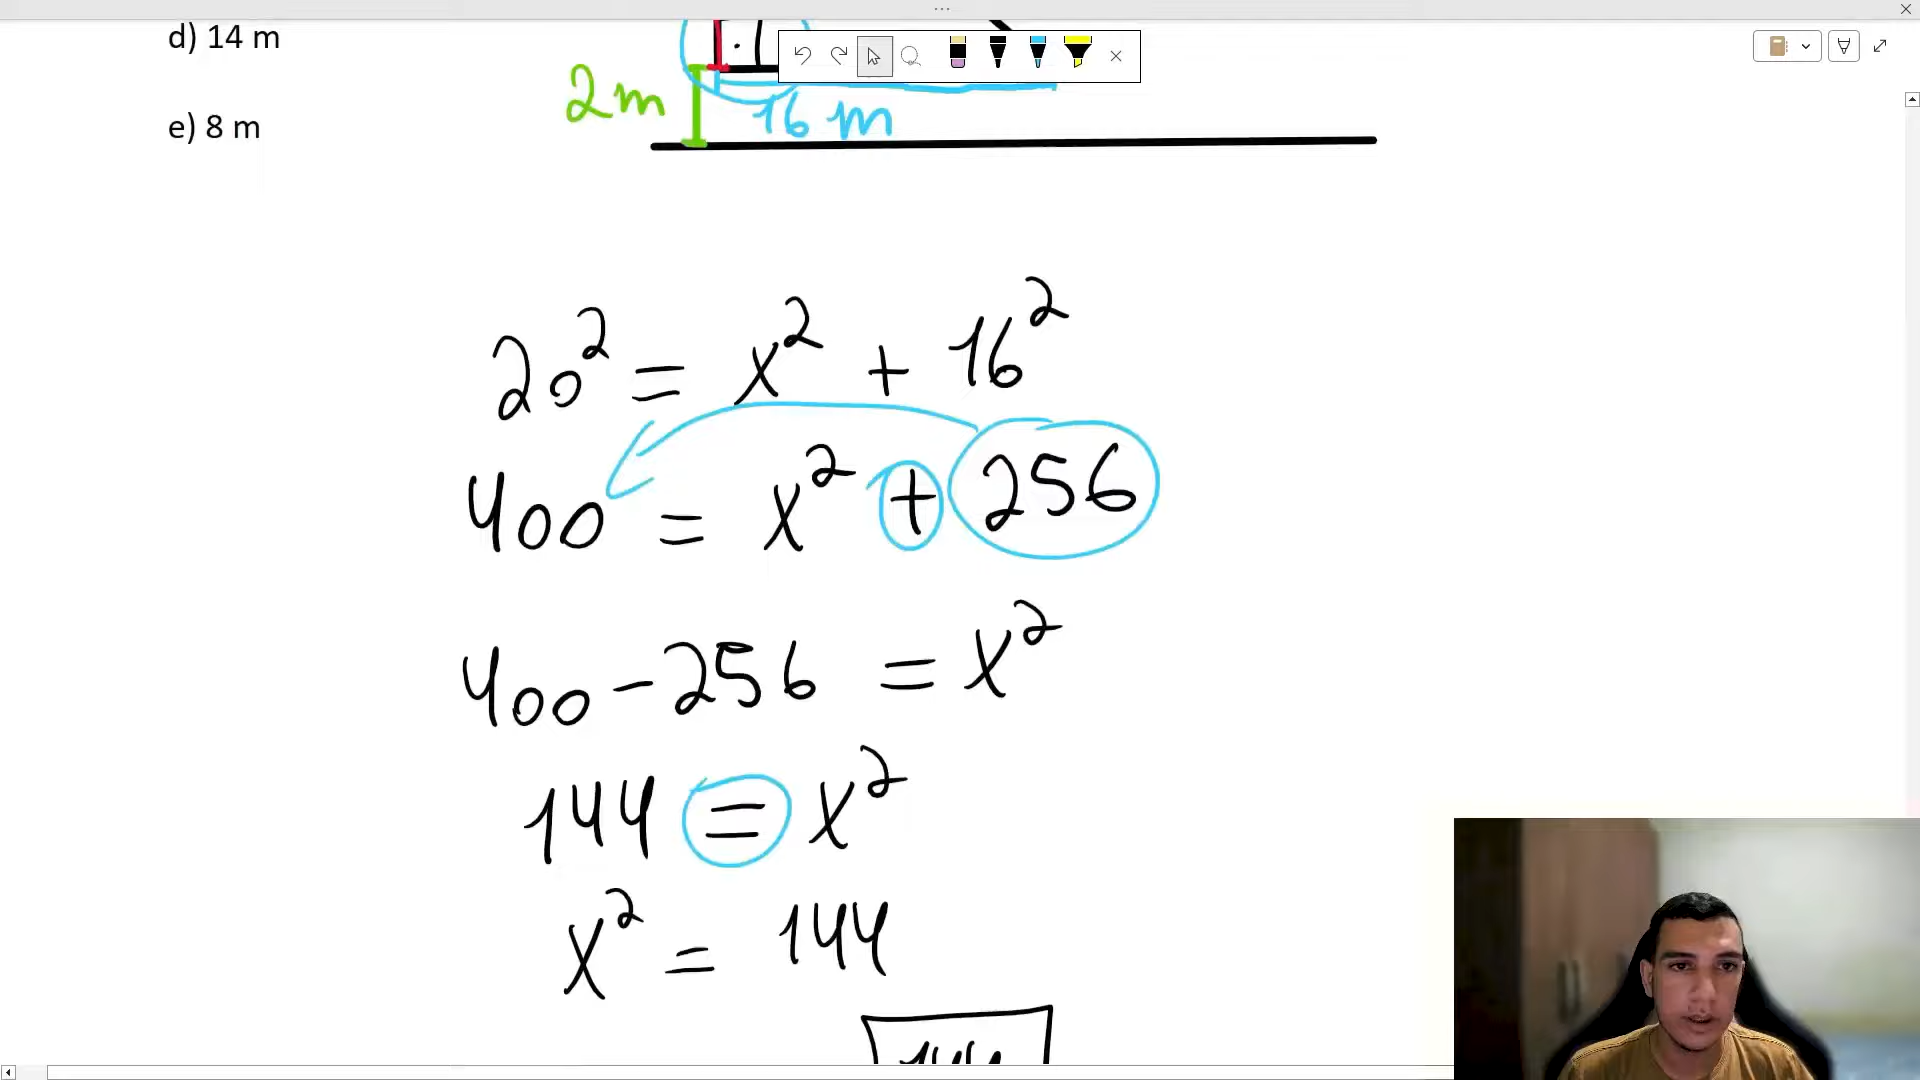 d) 14 m
2m
16 m
e) 8 m
20² = x² + 16²
400 = x² + 256
400 - 256 = x²
144 = x²
x² = 144